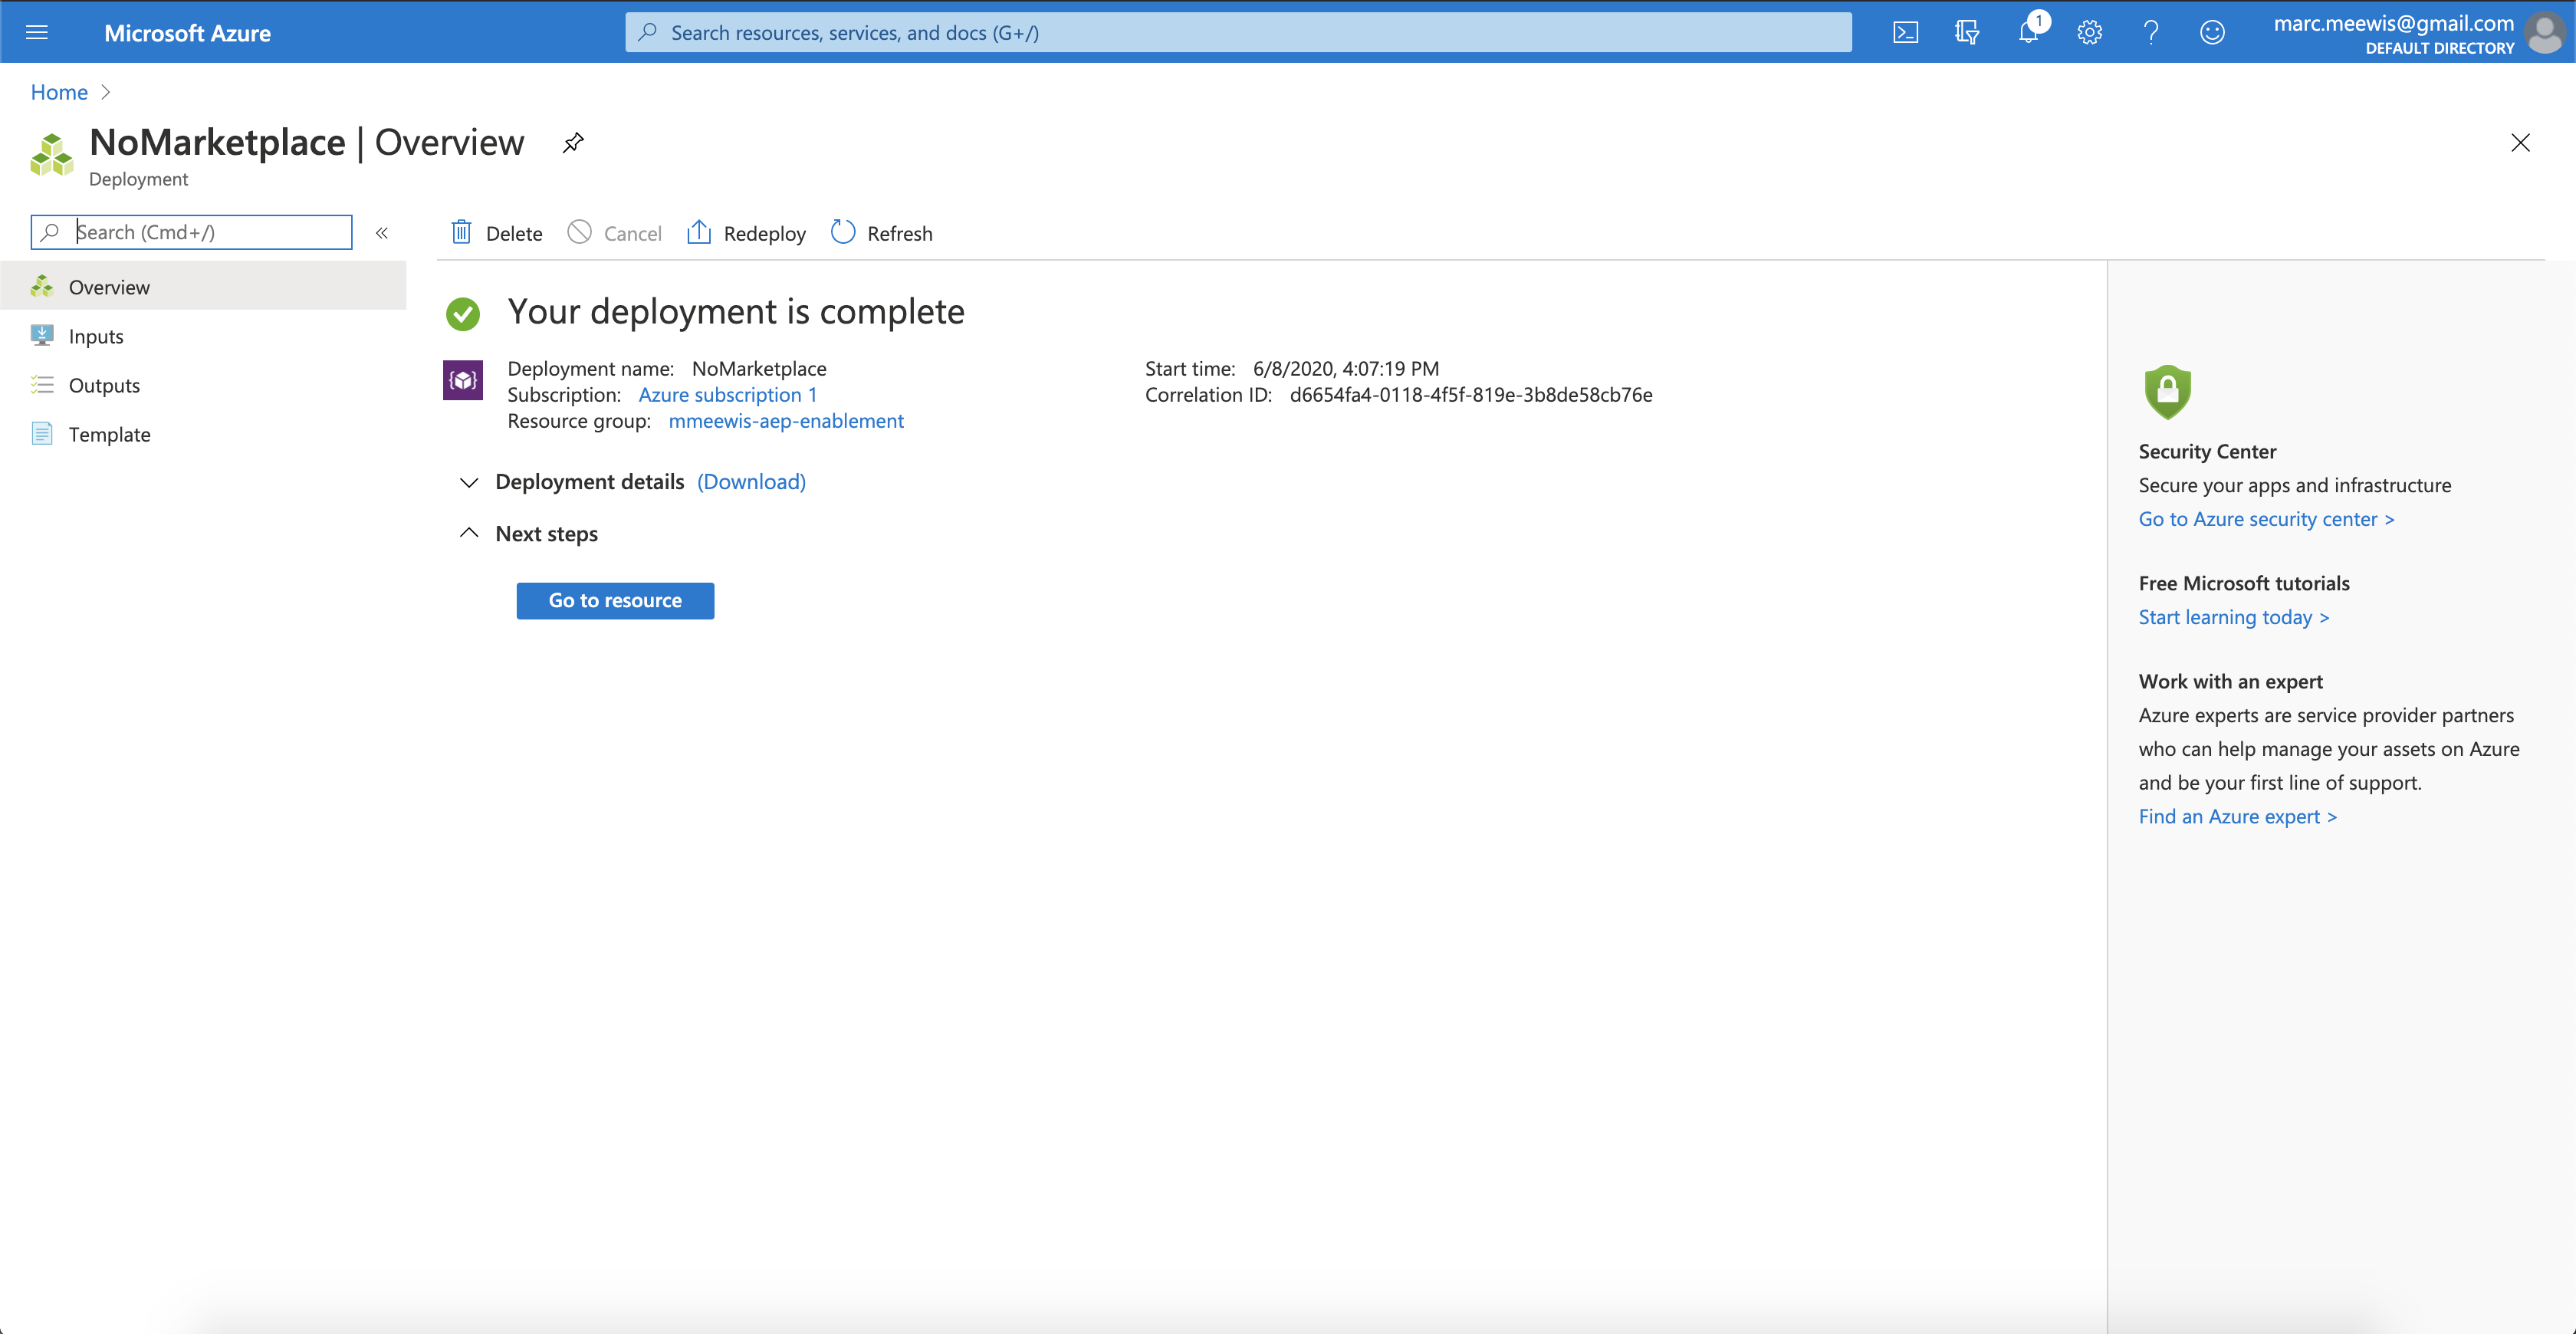 Microsoft Azure
Search resources, services, and docs (G+/)
1
marc.meewis@gmail.com
DEFAULT DIRECTORY
Home >
NoMarketplace | Overview
Deployment
Search (Cmd+/)
«
Delete
Cancel
Redeploy
Refresh
Overview
Inputs
Outputs
Template
Your deployment is complete
Deployment name: NoMarketplace
Subscription: Azure subscription 1
Resource group: mmeewis-aep-enablement
Start time: 6/8/2020, 4:07:19 PM
Correlation ID: d6654fa4-0118-4f5f-819e-3b8de58cb76e
Deployment details (Download)
Next steps
Go to resource
Security Center
Secure your apps and infrastructure
Go to Azure security center >
Free Microsoft tutorials
Start learning today >
Work with an expert
Azure experts are service provider partners
who can help manage your assets on Azure
and be your first line of support.
Find an Azure expert >